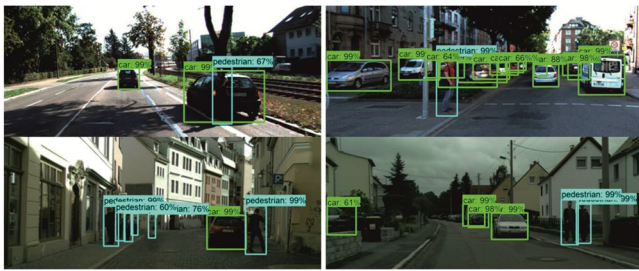 car: 99%
car: 99%
pedestrian: 67%
car: 99%
car: 99%
car: 64%
pedestrian: 99%
66%
car: 88%
car: 99%
car: 98%
pedestrian: 99%
pedestrian: 60%
76%
car: 99%
pedestrian: 99%
P
car: 61%
car: 99%
car: 98%
99%
pedestrian: 99%
99%